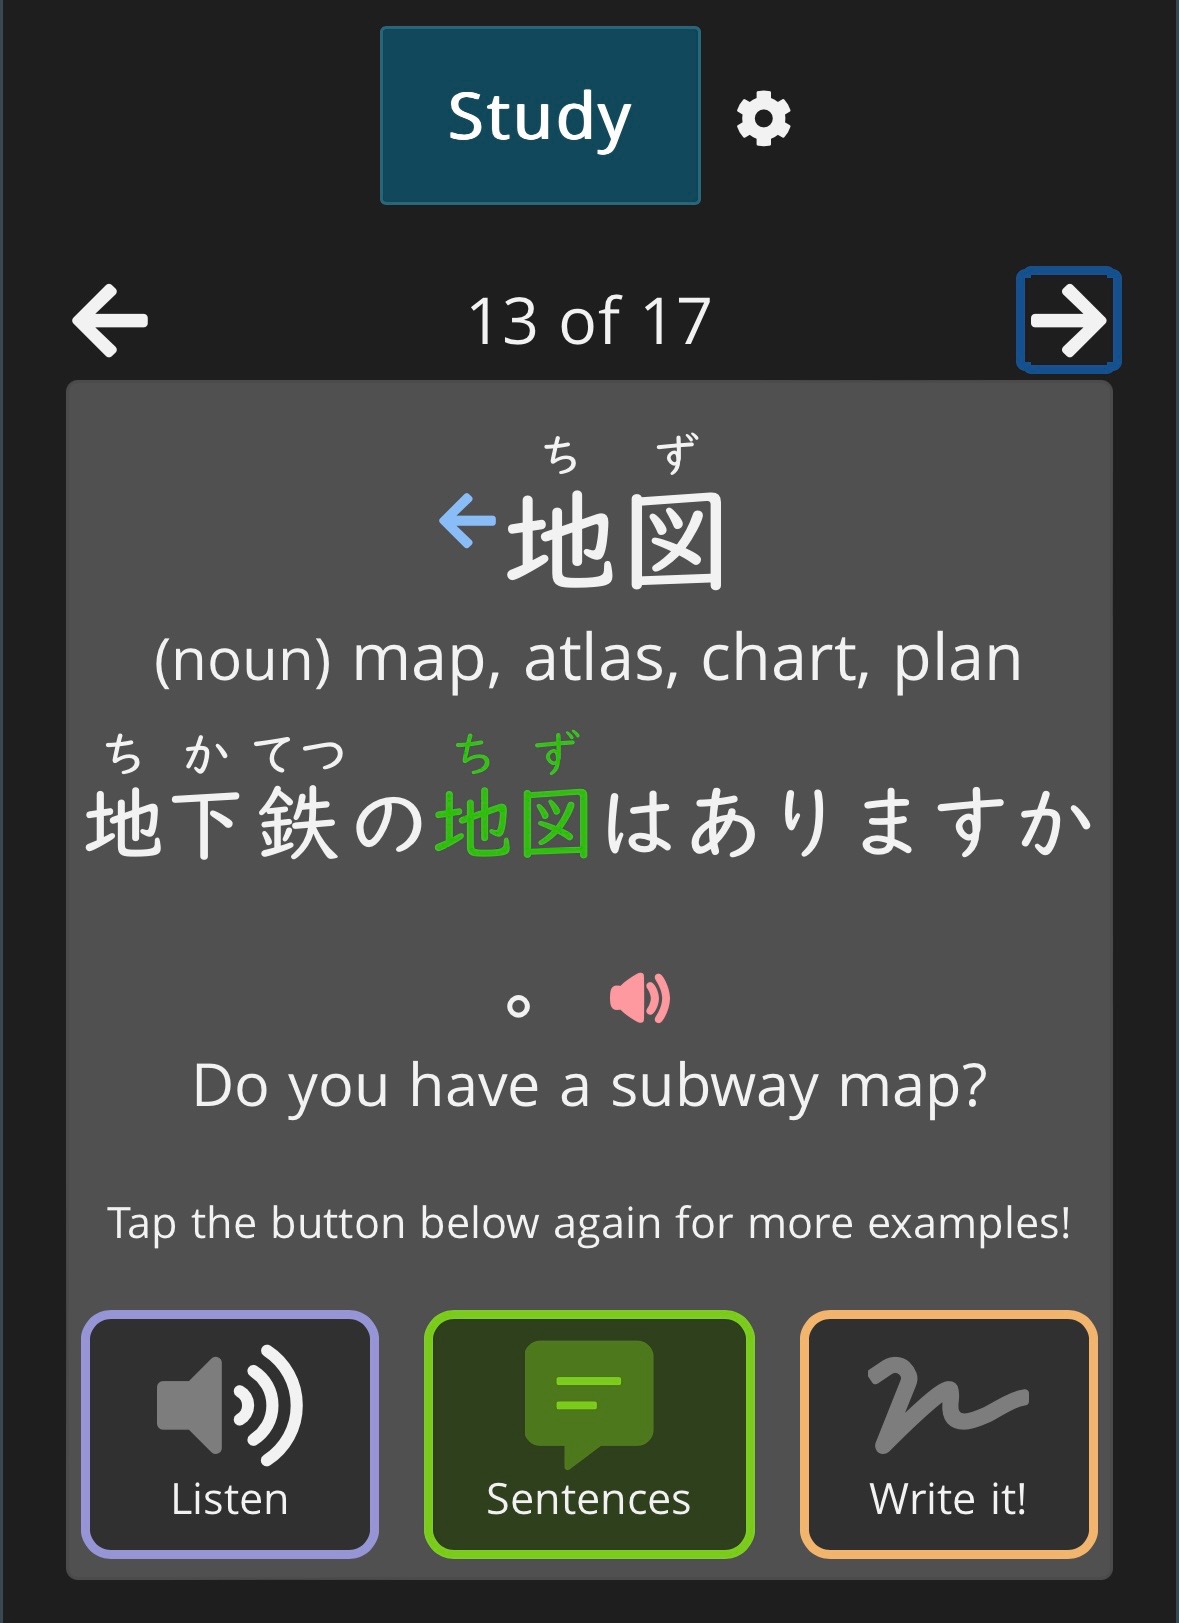 Study
13 of 17
ち ず
地図
(noun) map, atlas, chart, plan
ち か てつ ち ず
地下鉄の地図はありますか
。
Do you have a subway map?
Tap the button below again for more examples!
Listen
Sentences
Write it!